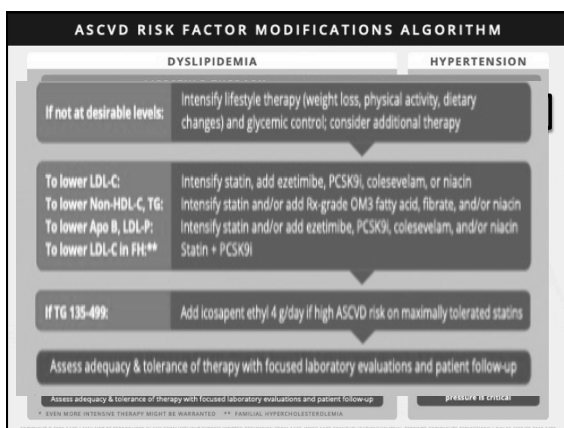 ASCVD RISK FACTOR MODIFICATIONS ALGORITHM
DYSLIPIDEMIA
HYPERTENSION
If not at desirable levels:
Intensify lifestyle therapy (weight loss, physical activity, dietary
changes) and glycemic control; consider additional therapy
To lower LDL-C: Intensify statin, add ezetimibe, PCSK9i, colesevelam, or niacin
To lower Non-HDL-C, TG: Intensify statin and/or add Rx-grade OM3 fatty acid, fibrate, and/or niacin
To lower Apo B, LDL-P: Intensify statin and/or add ezetimibe, PCSK9i, colesevelam, and/or niacin
To lower LDL-C in FH:** Statin + PCSK9i
If TG 135-499: Add icosapent ethyl 4 g/day if high ASCVD risk on maximally tolerated statins
Assess adequacy & tolerance of therapy with focused laboratory evaluations and patient follow-up
Assess adequacy & tolerance of therapy with focused laboratory evaluations and patient follow-up
pressure is critical
* EVEN MORE INTENSIVE THERAPY MIGHT BE WARRANTED ** FAMILIAL HYPERCHOLESTEROLEMIA